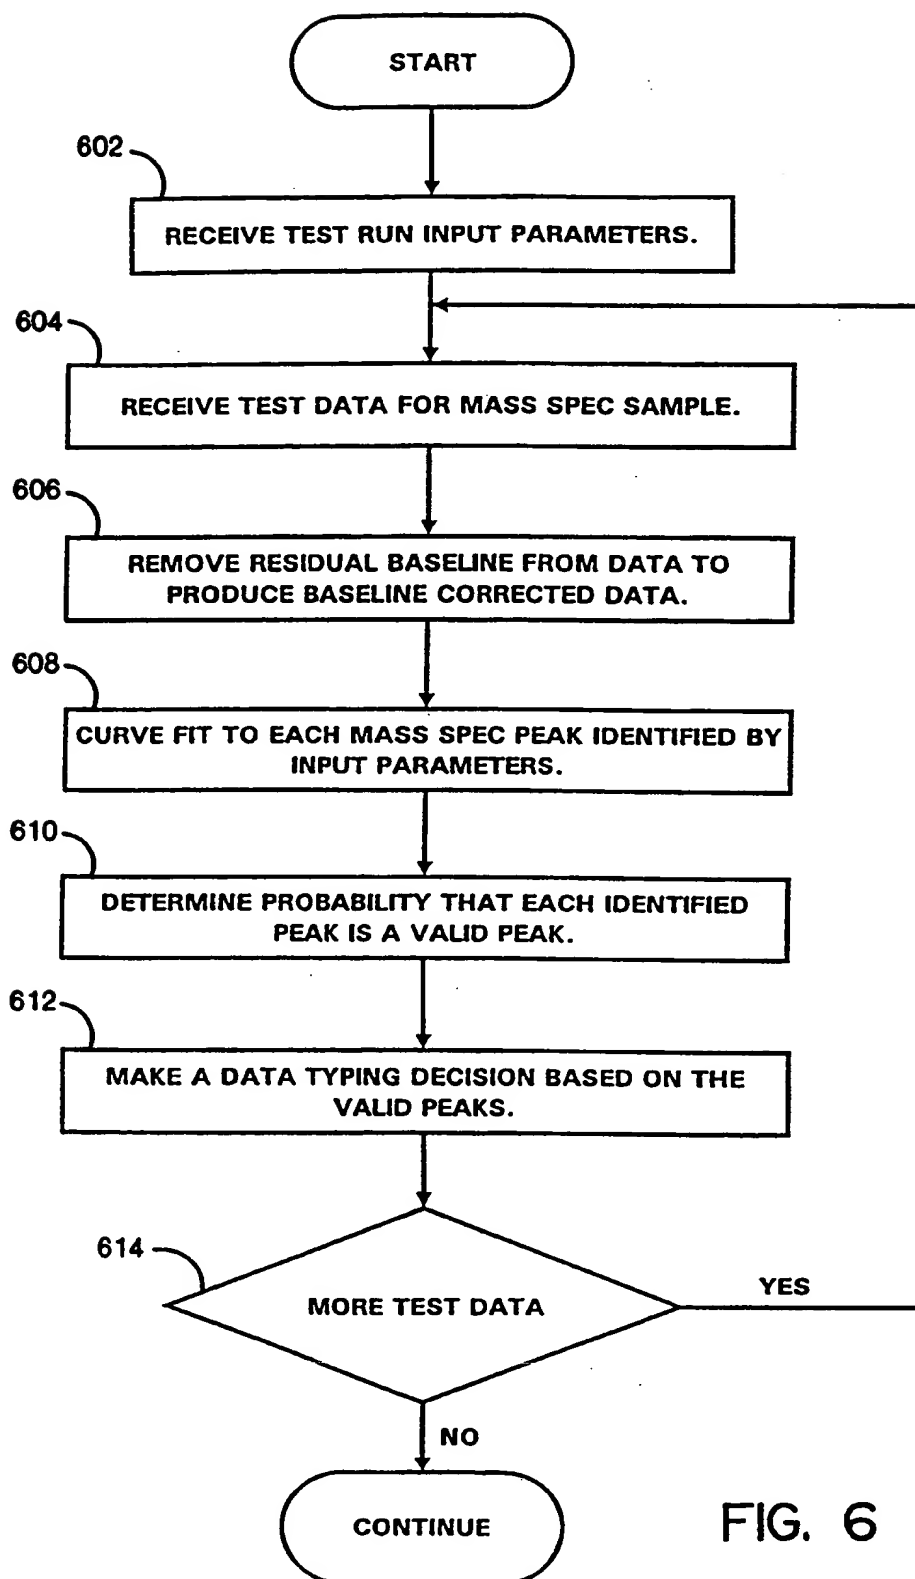 START
602
RECEIVE TEST RUN INPUT PARAMETERS.
604
RECEIVE TEST DATA FOR MASS SPEC SAMPLE.
606
REMOVE RESIDUAL BASELINE FROM DATA TO
PRODUCE BASELINE CORRECTED DATA.
608
CURVE FIT TO EACH MASS SPEC PEAK IDENTIFIED BY
INPUT PARAMETERS.
610
DETERMINE PROBABILITY THAT EACH IDENTIFIED
PEAK IS A VALID PEAK.
612
MAKE A DATA TYPING DECISION BASED ON THE
VALID PEAKS.
614
MORE TEST DATA
YES
NO
CONTINUE
FIG. 6